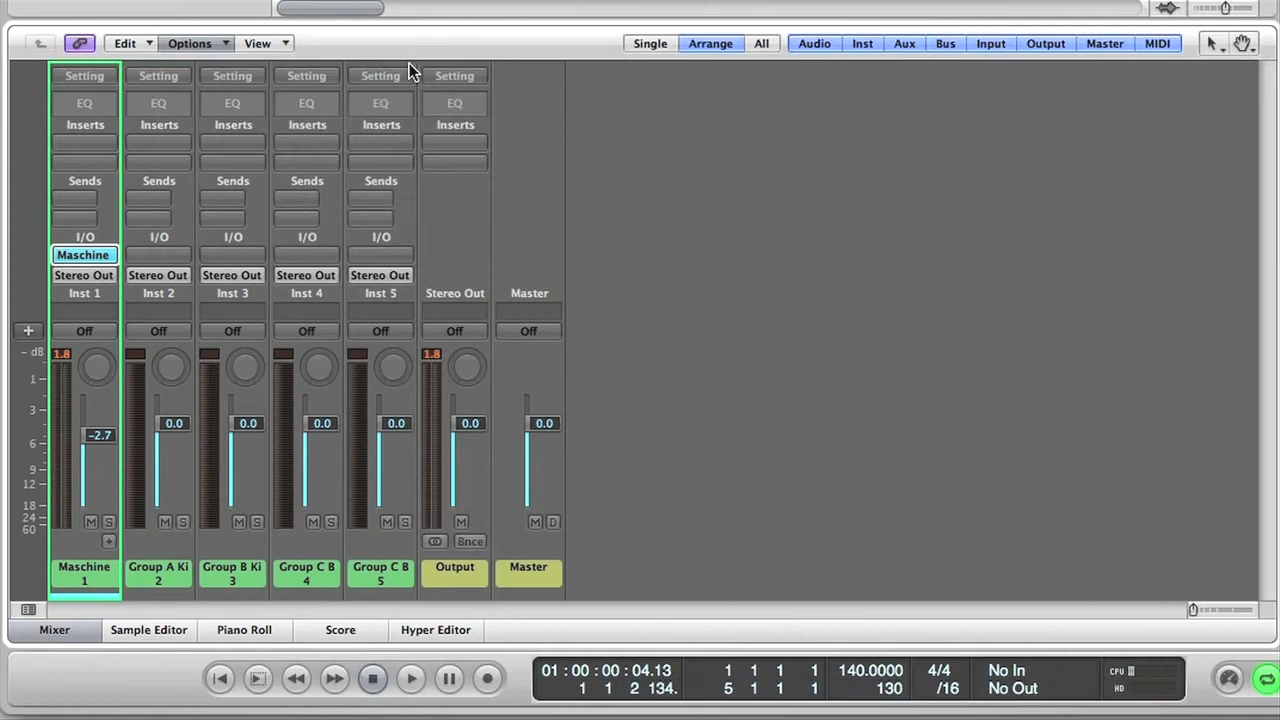 Edit Options View Single Arrange All Audio Inst Aux Bus Input Output Master MIDI
Setting Setting Setting Setting Setting Setting
EQ EQ EQ EQ EQ EQ
Inserts Inserts Inserts Inserts Inserts Inserts
Sends Sends Sends Sends Sends
I/O I/O I/O I/O I/O
Maschine
Stereo Out Stereo Out Stereo Out Stereo Out Stereo Out
Inst 1 Inst 2 Inst 3 Inst 4 Inst 5 Stereo Out Master
+ Off Off Off Off Off Off Off
- dB 1.8 1.8
1
3
0.0 0.0 0.0 0.0 0.0 0.0
-2.7
6
9
12
18
24 M S M S M S M S M S M M D
60
+ Bnce
Maschine Group A Ki Group B Ki Group C B Group C B Output Master
1 2 3 4 5
Mixer Sample Editor Piano Roll Score Hyper Editor
01 : 00 : 00 : 04.13 1 1 1 1 140.0000 4/4 No In CPU
1 1 2 134. 5 1 1 1 130 /16 No Out HD